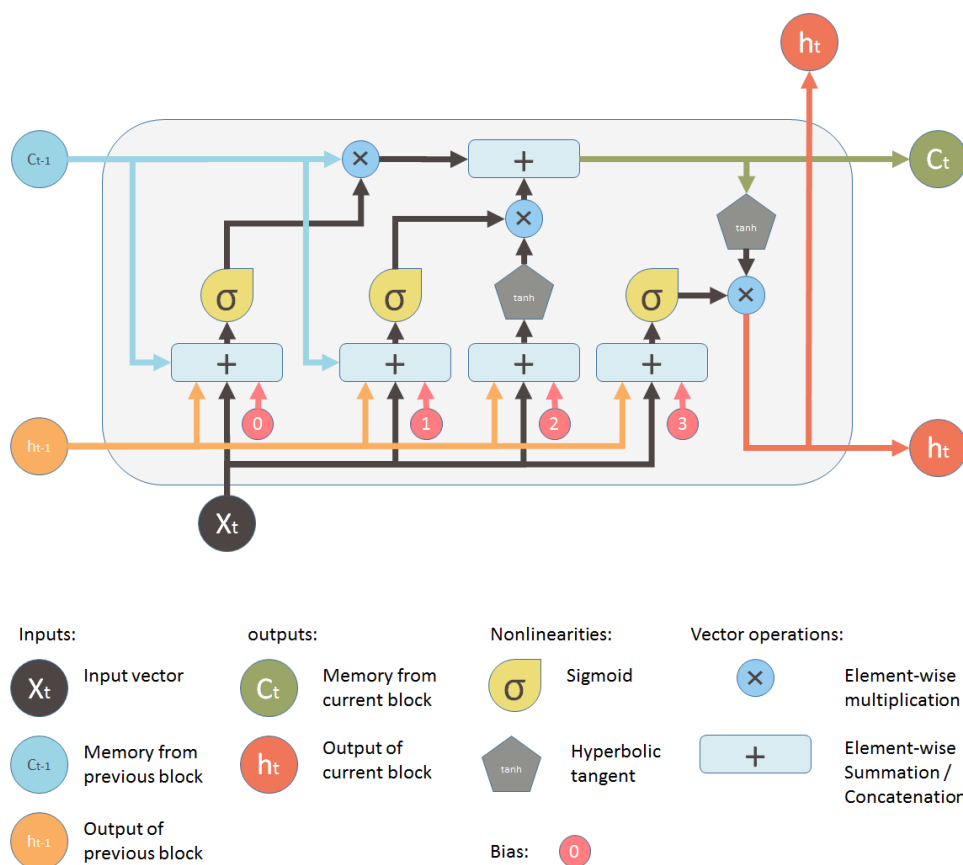 ht
Ct-1
×
+
Ct
×
tanh
σ
σ
tanh
σ
×
+
+
+
+
ht-1
0
1
2
3
ht
Xt
Inputs:
outputs:
Nonlinearities:
Vector operations:
Xt
Input vector
Ct
Memory from
current block
σ
Sigmoid
×
Element-wise
multiplication
Ct-1
Memory from
previous block
ht
Output of
current block
tanh
Hyperbolic
tangent
+
Element-wise
Summation /
Concatenation
ht-1
Output of
previous block
Bias:
0